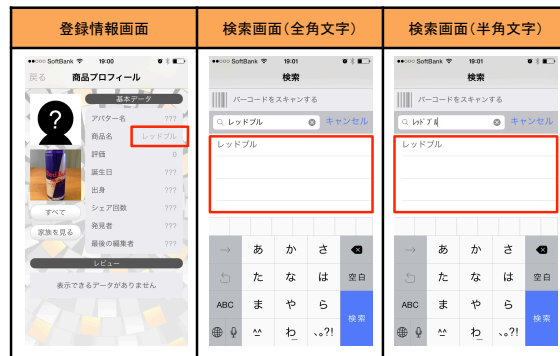 登録情報画面
検索画面(全角文字)
検索画面(半角文字)
●●○○○ SoftBank 19:00
戻る 商品プロフィール
基本データ
?
アバター名 ???
商品名 レッドブル
評価 0
誕生日 ???
出身 ???
シェア回数 ???
発見者 ???
最後の編集者 ???
すべて
家族を見る
レビュー
表示できるデータがありません
●●○○○ SoftBank 19:01
検索
バーコードをスキャンする
レッドブル キャンセル
レッドブル
→ あ か さ
た な は 空白
ABC ま や ら
^^ わ_ 、。?! 検索
●●○○○ SoftBank 19:01
検索
バーコードをスキャンする
レッドブル キャンセル
レッドブル
→ あ か さ
た な は 空白
ABC ま や ら
^^ わ_ 、。?! 検索